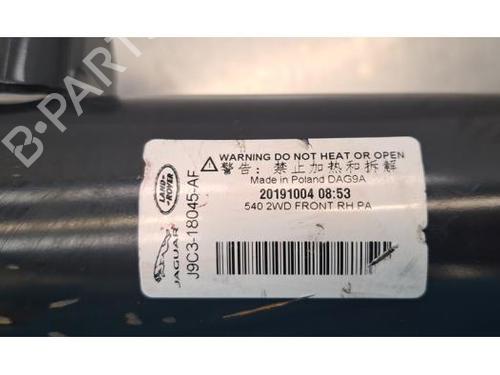 B-PARTS
WARNING DO NOT HEAT OR OPEN
警告：禁止加热和拆解
Made in Poland DAG9A
20191004 08:53
540 2WD FRONT RH PA
LAND ROVER
JAGUAR
J9C3-18045-AF